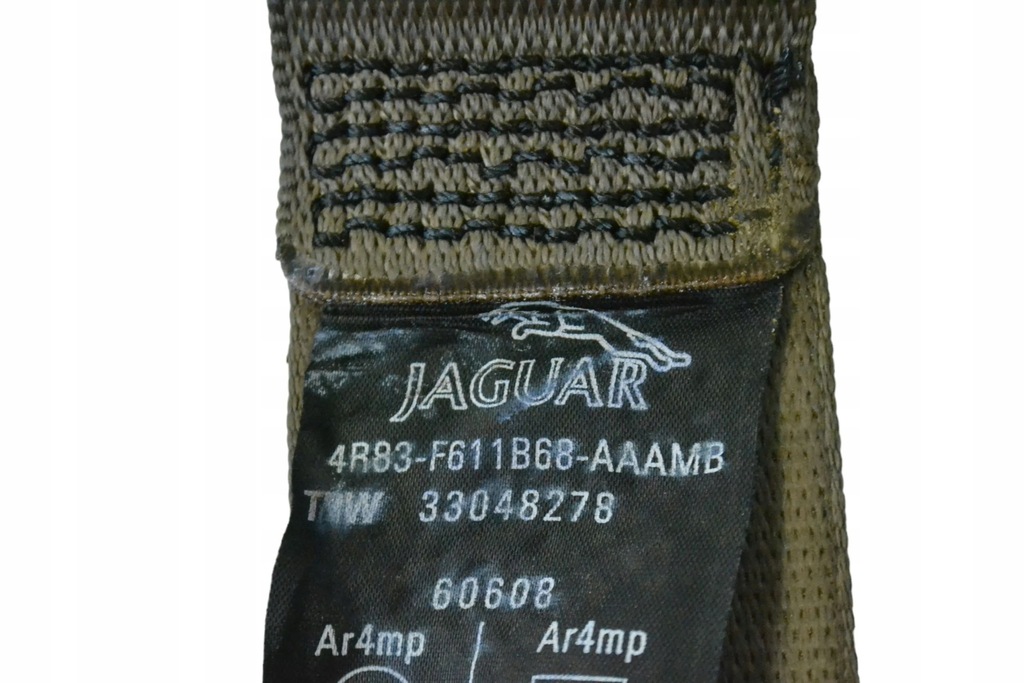 JAGUAR
4R83-F611B68-AAAMB
TRW 33048278
60608
Ar4mp Ar4mp